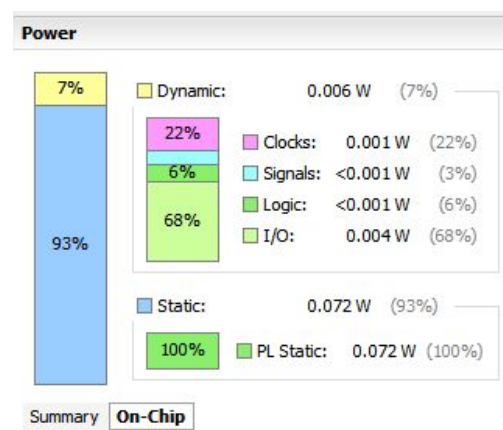 Power
7%
93%
Dynamic: 0.006 W (7%)
22%
6%
68%
Clocks: 0.001 W (22%)
Signals: <0.001 W (3%)
Logic: <0.001 W (6%)
I/O: 0.004 W (68%)
Static: 0.072 W (93%)
100%
PL Static: 0.072 W (100%)
Summary On-Chip